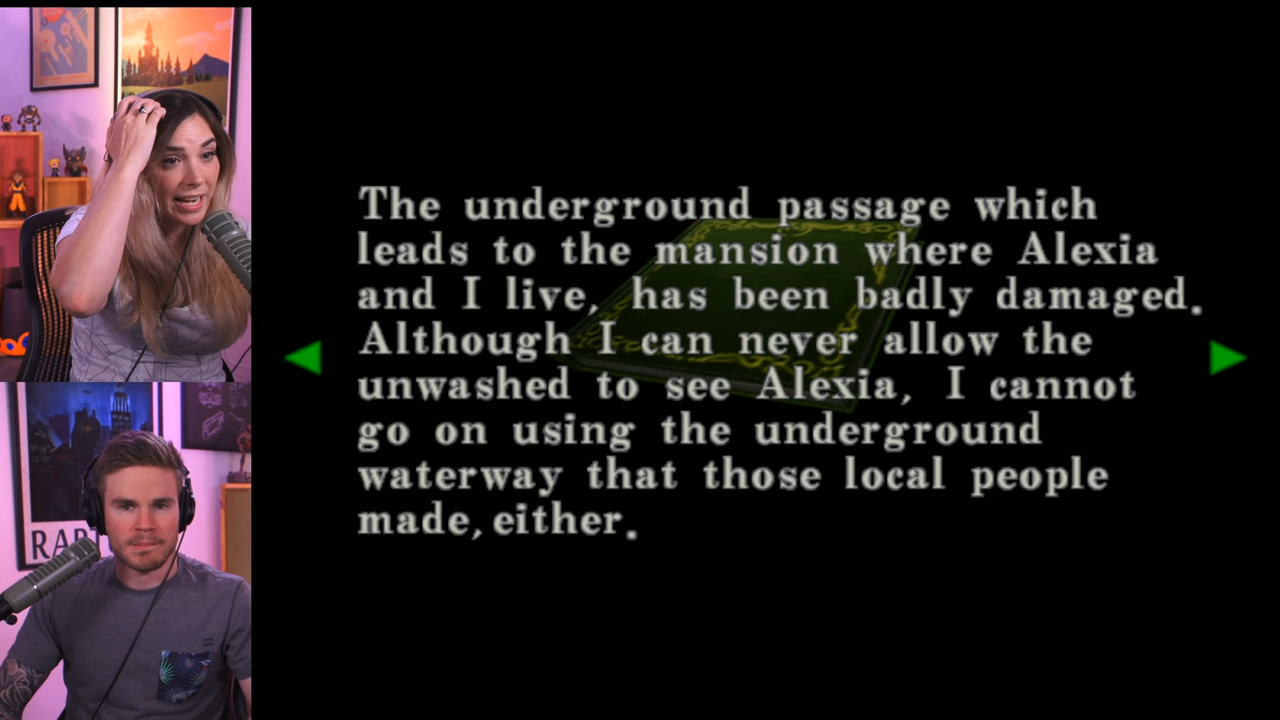 The underground passage which
leads to the mansion where Alexia
and I live, has been badly damaged.
Although I can never allow the
unwashed to see Alexia, I cannot
go on using the underground
waterway that those local people
made, either.